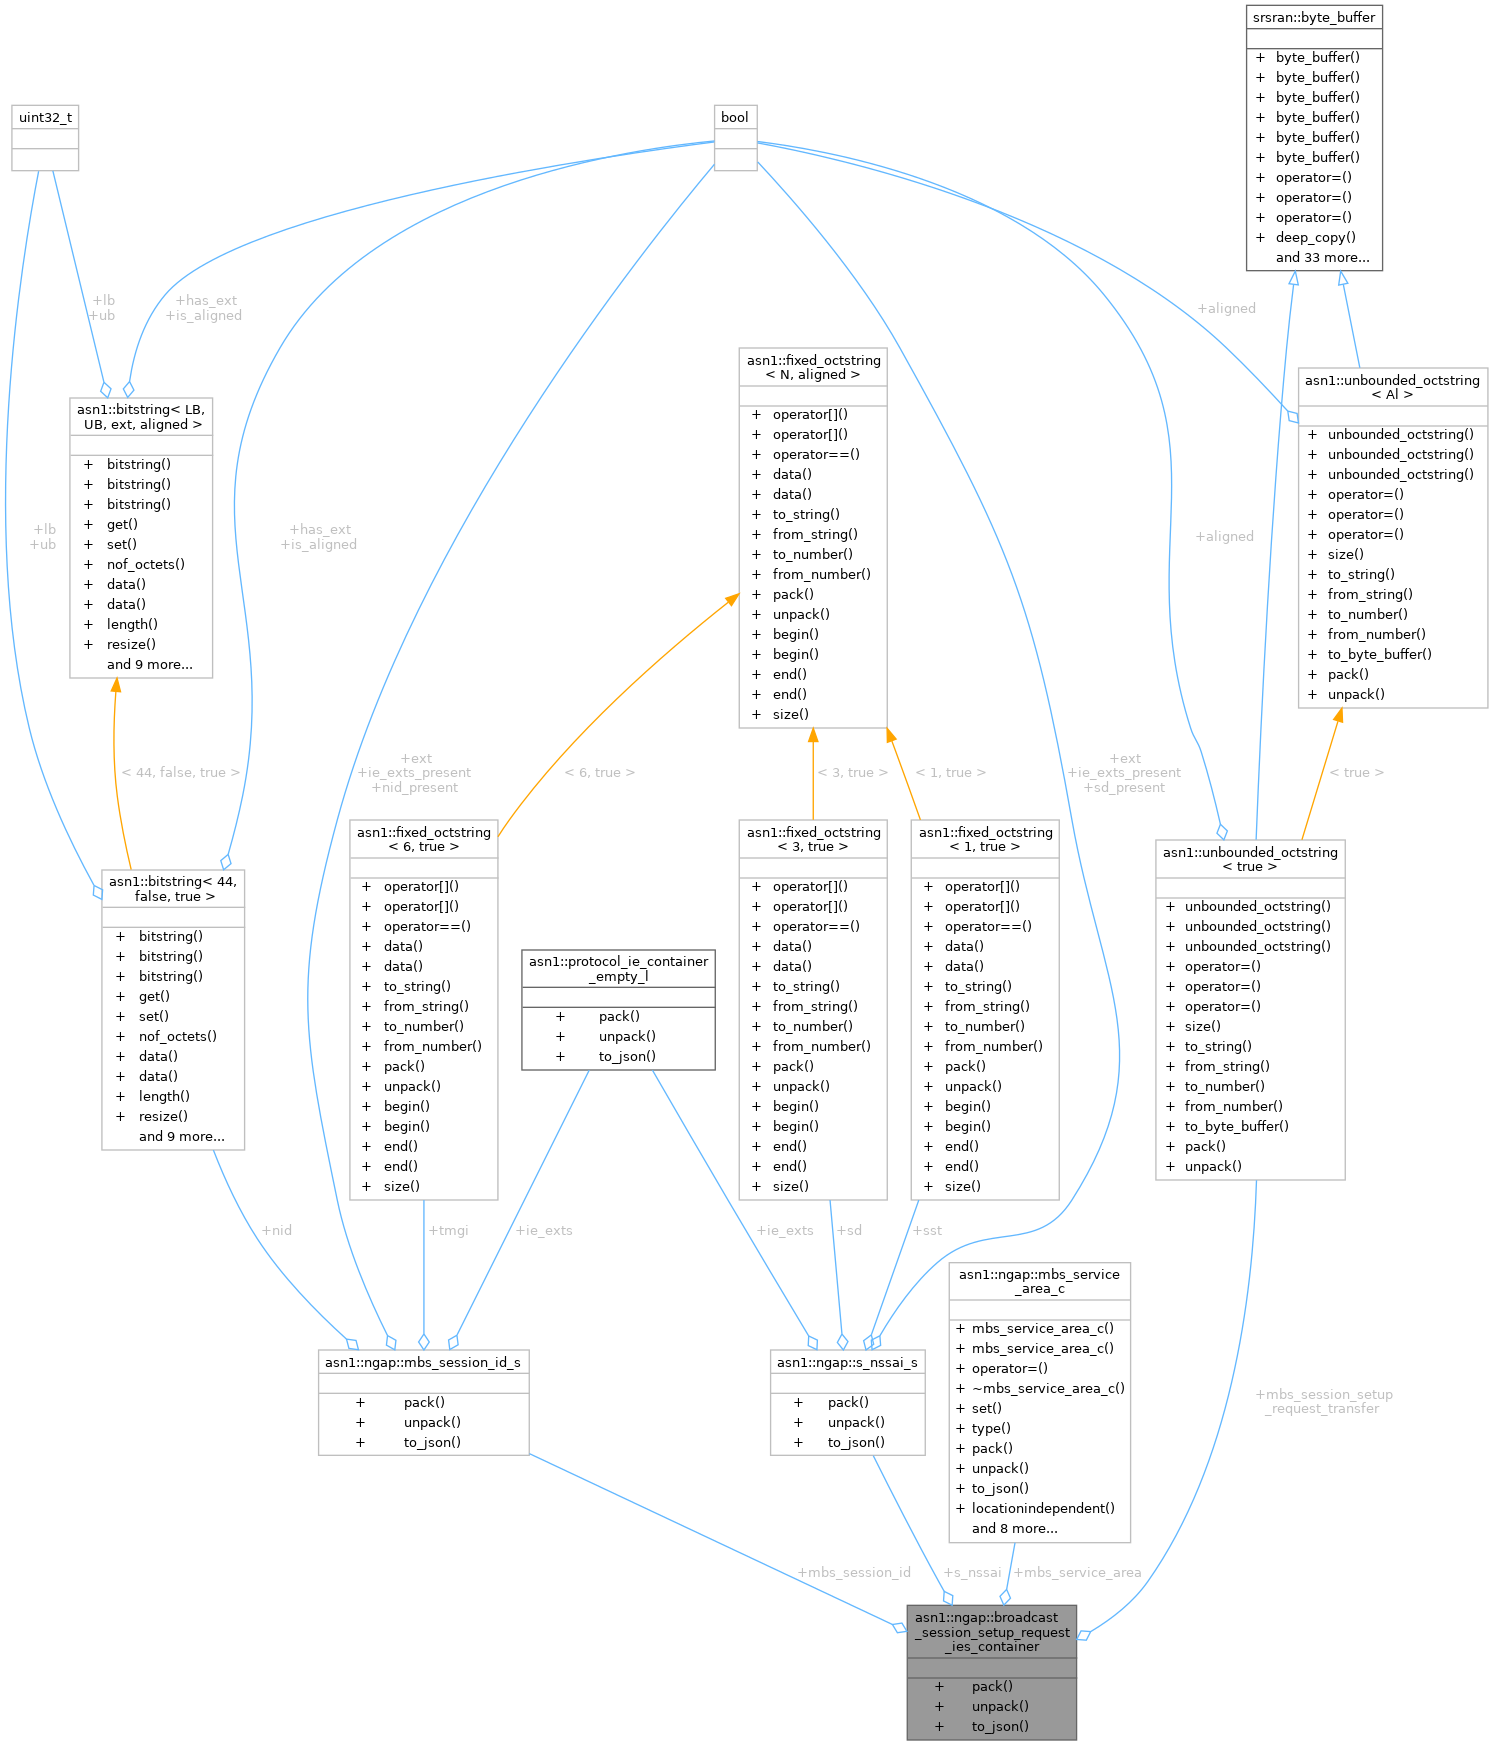 srsran::byte_buffer
+ byte_buffer()
+ byte_buffer()
+ byte_buffer()
+ byte_buffer()
+ byte_buffer()
+ byte_buffer()
+ operator=()
+ operator=()
+ operator=()
+ deep_copy()
and 33 more...
uint32_t
bool
+lb
+ub
+has_ext
+is_aligned
+aligned
asn1::fixed_octstring
< N, aligned >
+ operator[]()
+ operator[]()
+ operator==()
+ data()
+ data()
+ to_string()
+ from_string()
+ to_number()
+ from_number()
+ pack()
+ unpack()
+ begin()
+ begin()
+ end()
+ end()
+ size()
asn1::unbounded_octstring
< Al >
+ unbounded_octstring()
+ unbounded_octstring()
+ unbounded_octstring()
+ operator=()
+ operator=()
+ operator=()
+ size()
+ to_string()
+ from_string()
+ to_number()
+ from_number()
+ to_byte_buffer()
+ pack()
+ unpack()
asn1::bitstring< LB,
UB, ext, aligned >
+ bitstring()
+ bitstring()
+ bitstring()
+ get()
+ set()
+ nof_octets()
+ data()
+ data()
+ length()
+ resize()
and 9 more...
+lb
+ub
+has_ext
+is_aligned
+aligned
< 44, false, true >
+ext
+ie_exts_present
+nid_present
< 6, true >
< 3, true >
< 1, true >
+ext
+ie_exts_present
+sd_present
< true >
asn1::fixed_octstring
< 6, true >
+ operator[]()
+ operator[]()
+ operator==()
+ data()
+ data()
+ to_string()
+ from_string()
+ to_number()
+ from_number()
+ pack()
+ unpack()
+ begin()
+ begin()
+ end()
+ end()
+ size()
asn1::fixed_octstring
< 3, true >
+ operator[]()
+ operator[]()
+ operator==()
+ data()
+ data()
+ to_string()
+ from_string()
+ to_number()
+ from_number()
+ pack()
+ unpack()
+ begin()
+ begin()
+ end()
+ end()
+ size()
asn1::fixed_octstring
< 1, true >
+ operator[]()
+ operator[]()
+ operator==()
+ data()
+ data()
+ to_string()
+ from_string()
+ to_number()
+ from_number()
+ pack()
+ unpack()
+ begin()
+ begin()
+ end()
+ end()
+ size()
asn1::unbounded_octstring
< true >
+ unbounded_octstring()
+ unbounded_octstring()
+ unbounded_octstring()
+ operator=()
+ operator=()
+ operator=()
+ size()
+ to_string()
+ from_string()
+ to_number()
+ from_number()
+ to_byte_buffer()
+ pack()
+ unpack()
asn1::bitstring< 44,
false, true >
+ bitstring()
+ bitstring()
+ bitstring()
+ get()
+ set()
+ nof_octets()
+ data()
+ data()
+ length()
+ resize()
and 9 more...
asn1::protocol_ie_container
_empty_l
+ pack()
+ unpack()
+ to_json()
+nid
+tmgi
+ie_exts
+ie_exts
+sd
+sst
asn1::ngap::mbs_service
_area_c
+ mbs_service_area_c()
+ mbs_service_area_c()
+ operator=()
+ ~mbs_service_area_c()
+ set()
+ type()
+ pack()
+ unpack()
+ to_json()
+ locationindependent()
and 8 more...
asn1::ngap::mbs_session_id_s
+ pack()
+ unpack()
+ to_json()
asn1::ngap::s_nssai_s
+ pack()
+ unpack()
+ to_json()
+mbs_session_setup
_request_transfer
+mbs_session_id
+s_nssai
+mbs_service_area
asn1::ngap::broadcast
_session_setup_request
_ies_container
+ pack()
+ unpack()
+ to_json()